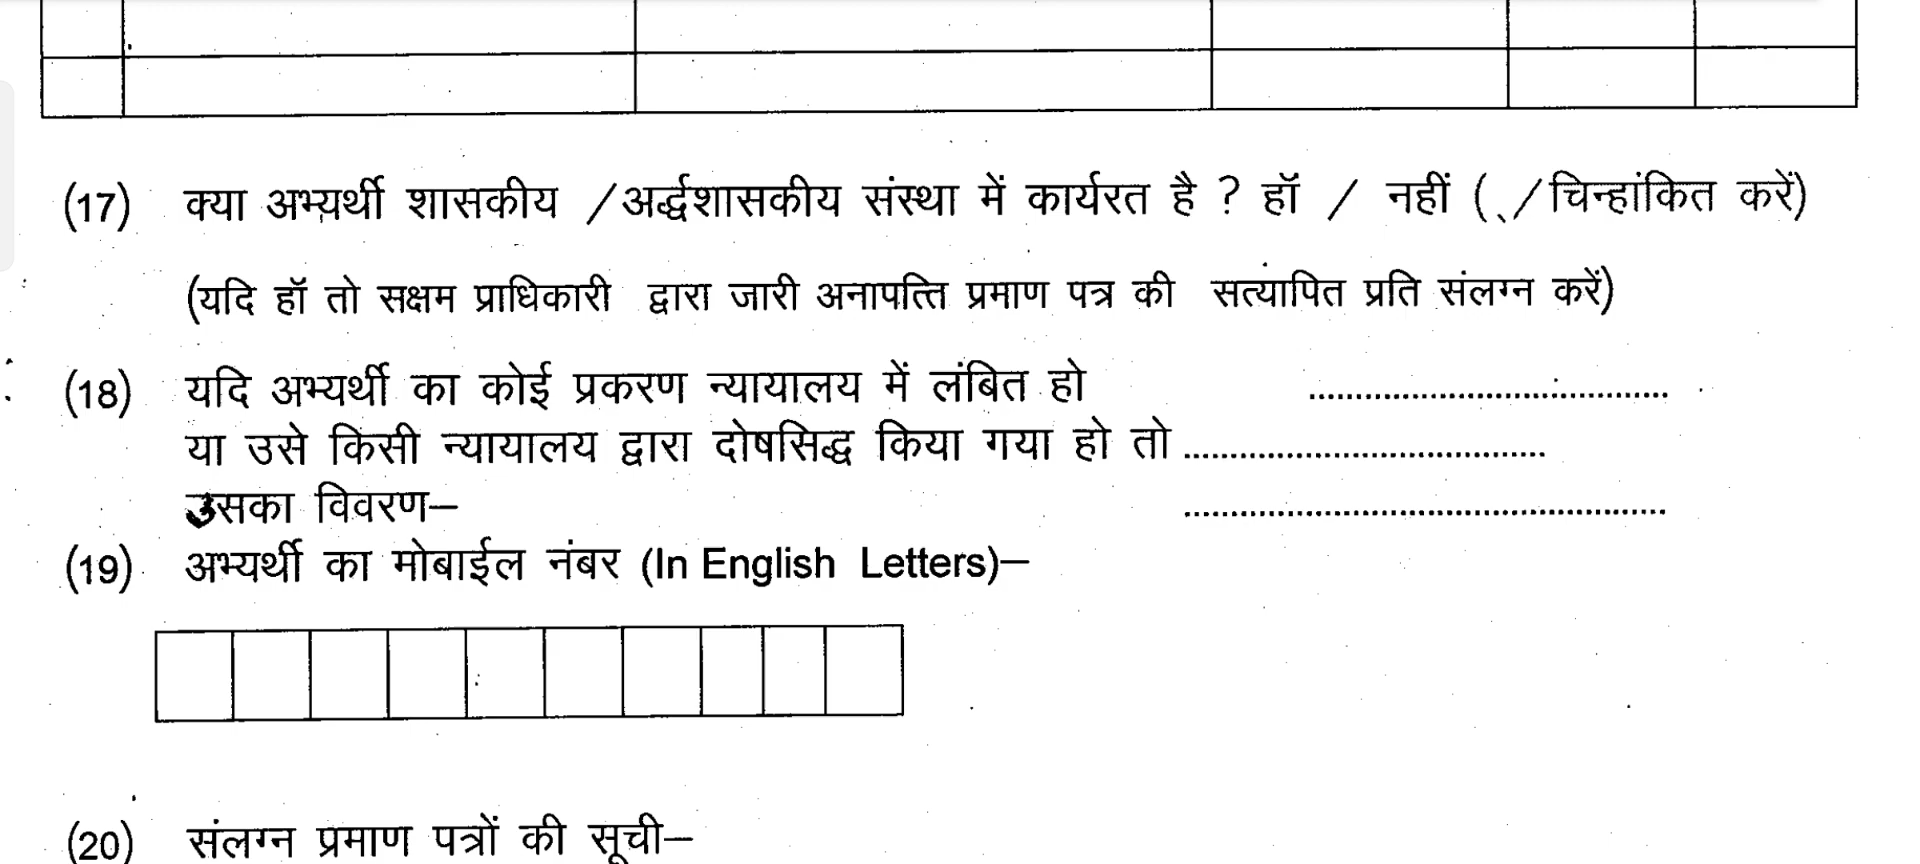 (17) क्या अभ्यर्थी शासकीय /अर्द्धशासकीय संस्था में कार्यरत है ? हॉ / नहीं (./चिन्हांकित करें)
(यदि हॉ तो सक्षम प्राधिकारी द्वारा जारी अनापत्ति प्रमाण पत्र की सत्यापित प्रति संलग्न करें)
(18) यदि अभ्यर्थी का कोई प्रकरण न्यायालय में लंबित हो ......................................
या उसे किसी न्यायालय द्वारा दोषसिद्ध किया गया हो तो ......................................
उसका विवरण– ..................................................
(19) अभ्यर्थी का मोबाईल नंबर (In English Letters)–
(20) संलग्न प्रमाण पत्रों की सूची–